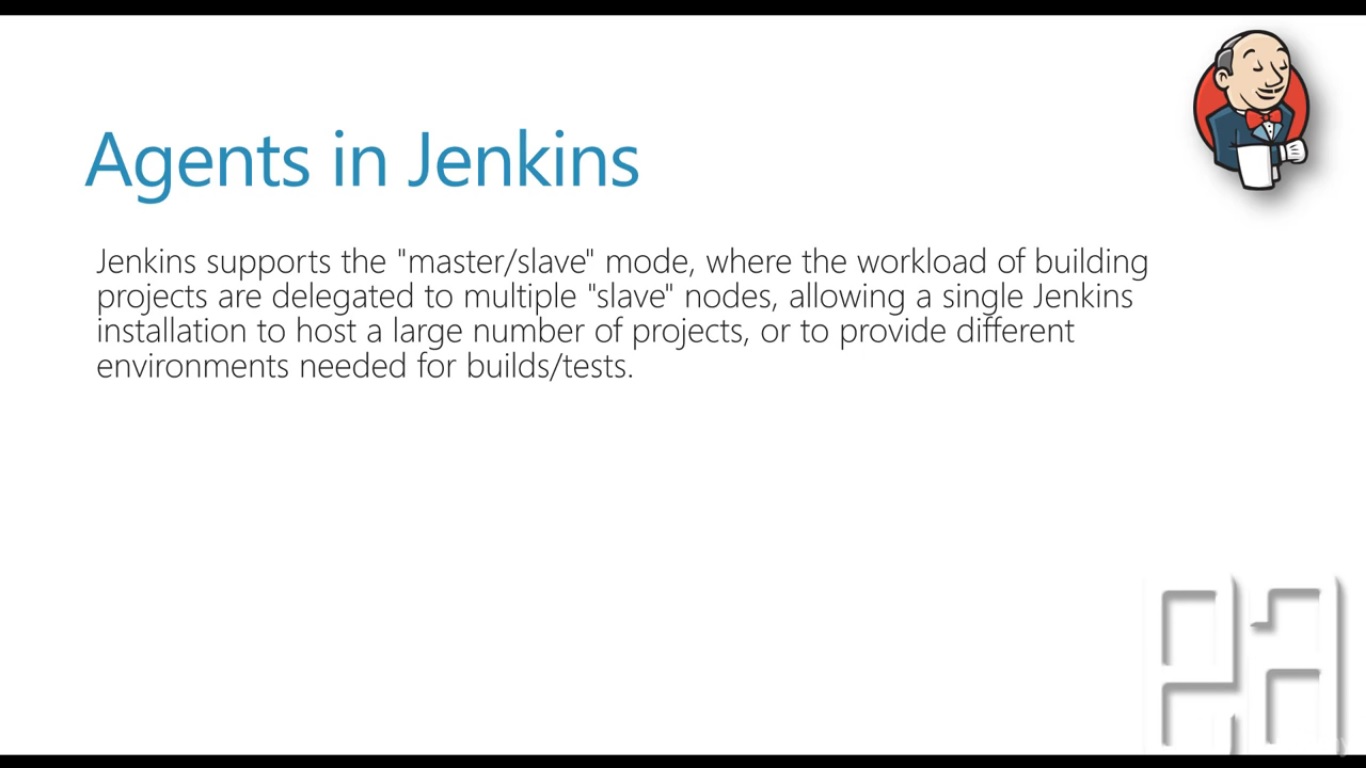 Agents in Jenkins
Jenkins supports the "master/slave" mode, where the workload of building
projects are delegated to multiple "slave" nodes, allowing a single Jenkins
installation to host a large number of projects, or to provide different
environments needed for builds/tests.